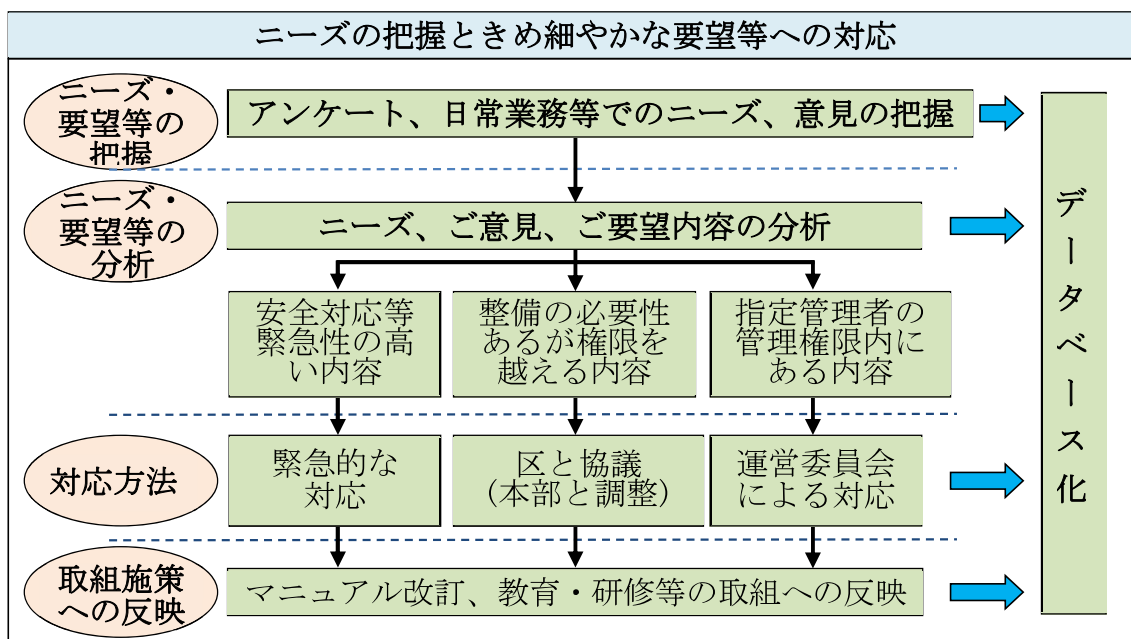 ニーズの把握ときめ細やかな要望等への対応
ニーズ・
要望等の
把握
アンケート、日常業務等でのニーズ、意見の把握
ニーズ・
要望等の
分析
ニーズ、ご意見、ご要望内容の分析
安全対応等
緊急性の高
い内容
整備の必要性
あるが権限を
越える内容
指定管理者の
管理権限内に
ある内容
対応方法
緊急的な
対応
区と協議
（本部と調整）
運営委員会
による対応
取組施策
への反映
マニュアル改訂、教育・研修等の取組への反映
データベース化